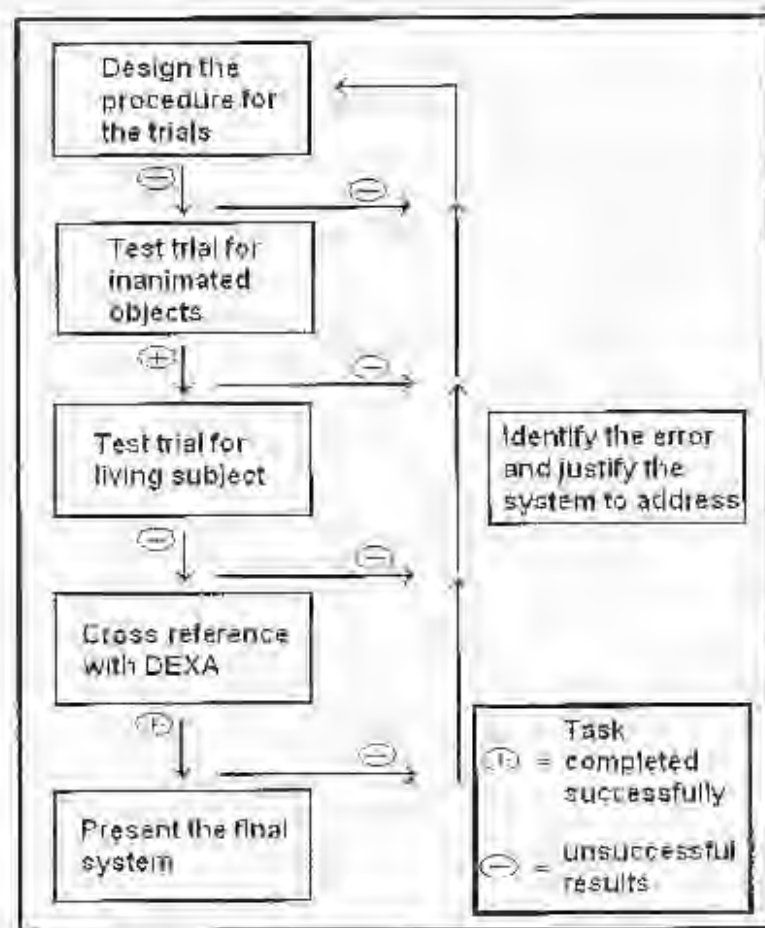 Design the
procedure for
the trials
Test trial for
inanimated
objects
Test trial for
living subject
Cross reference
with DEXA
Present the final
system
Identify the error
and justify the
system to address
+ = Task
completed
successfully
− = unsuccessful
results